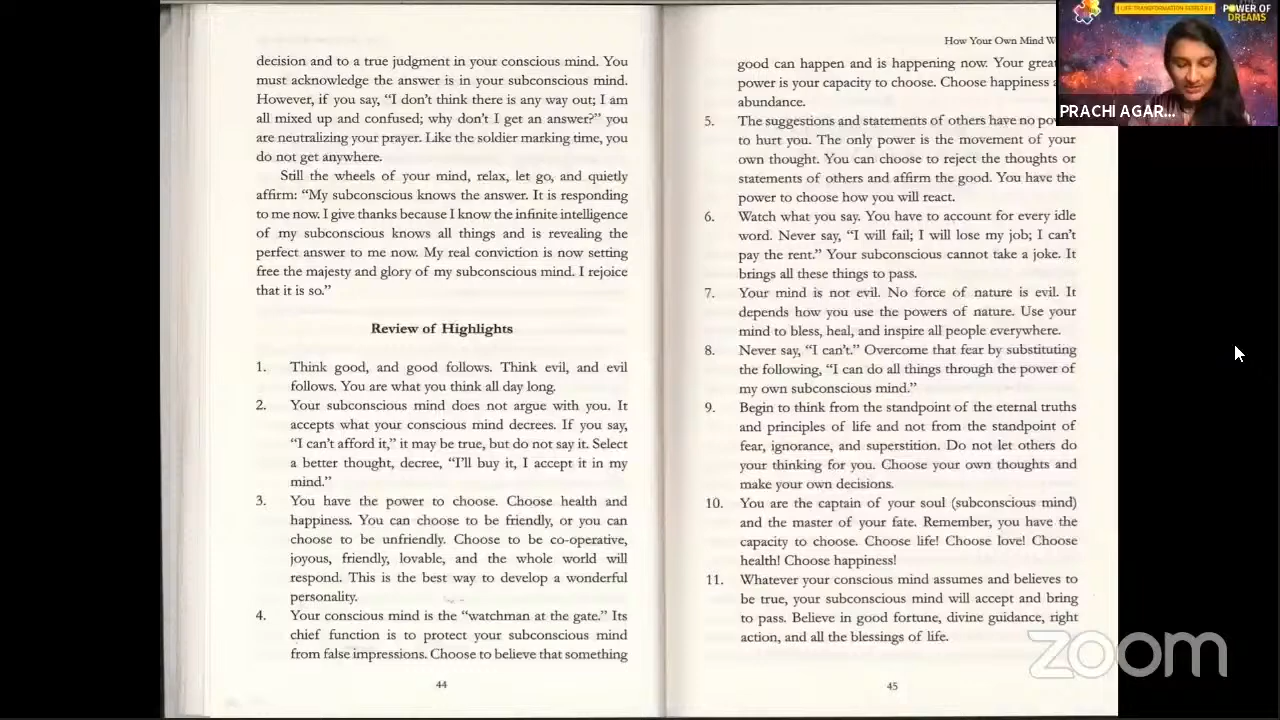 decision and to a true judgment in your conscious mind. You
must acknowledge the answer is in your subconscious mind.
However, if you say, “I don’t think there is any way out; I am
all mixed up and confused; why don’t I get an answer?” you
are neutralizing your prayer. Like the soldier marking time, you
do not get anywhere.
Still the wheels of your mind, relax, let go, and quietly
affirm: “My subconscious knows the answer. It is responding
to me now. I give thanks because I know the infinite intelligence
of my subconscious knows all things and is revealing the
perfect answer to me now. My real conviction is now setting
free the majesty and glory of my subconscious mind. I rejoice
that it is so.”
Review of Highlights
1. Think good, and good follows. Think evil, and evil
follows. You are what you think all day long.
2. Your subconscious mind does not argue with you. It
accepts what your conscious mind decrees. If you say,
“I can’t afford it,” it may be true, but do not say it. Select
a better thought, decree, “I’ll buy it, I accept it in my
mind.”
3. You have the power to choose. Choose health and
happiness. You can choose to be friendly, or you can
choose to be unfriendly. Choose to be co-operative,
joyous, friendly, lovable, and the whole world will
respond. This is the best way to develop a wonderful
personality.
4. Your conscious mind is the “watchman at the gate.” Its
chief function is to protect your subconscious mind
from false impressions. Choose to believe that something
44
How Your Own Mind W
good can happen and is happening now. Your grea
power is your capacity to choose. Choose happiness
abundance.
5. The suggestions and statements of others have no po
to hurt you. The only power is the movement of your
own thought. You can choose to reject the thoughts or
statements of others and affirm the good. You have the
power to choose how you will react.
6. Watch what you say. You have to account for every idle
word. Never say, “I will fail; I will lose my job; I can’t
pay the rent.” Your subconscious cannot take a joke. It
brings all these things to pass.
7. Your mind is not evil. No force of nature is evil. It
depends how you use the powers of nature. Use your
mind to bless, heal, and inspire all people everywhere.
8. Never say, “I can’t.” Overcome that fear by substituting
the following, “I can do all things through the power of
my own subconscious mind.”
9. Begin to think from the standpoint of the eternal truths
and principles of life and not from the standpoint of
fear, ignorance, and superstition. Do not let others do
your thinking for you. Choose your own thoughts and
make your own decisions.
10. You are the captain of your soul (subconscious mind)
and the master of your fate. Remember, you have the
capacity to choose. Choose life! Choose love! Choose
health! Choose happiness!
11. Whatever your conscious mind assumes and believes to
be true, your subconscious mind will accept and bring
to pass. Believe in good fortune, divine guidance, right
action, and all the blessings of life.
45
LIFE TRANSFORMATION SERIES
POWER OF
DREAMS
PRACHI AGAR...
zoom